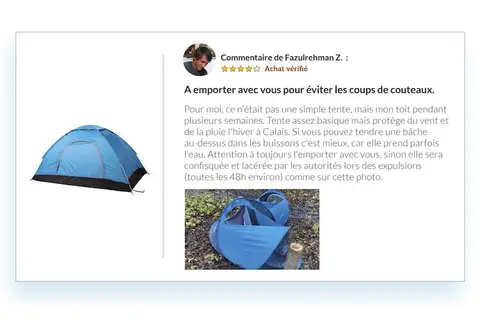 Commentaire de Fazulrehman Z. :
Achat vérifié
A emporter avec vous pour éviter les coups de couteaux.
Pour moi, ce n'était pas une simple tente, mais mon toit pendant
plusieurs semaines. Tente assez basique mais protège du vent et
de la pluie l'hiver à Calais. Si vous pouvez tendre une bâche
au-dessus dans les buissons c'est mieux, car elle prend parfois
l'eau. Attention à toujours l'emporter avec vous, sinon elle sera
confisquée et lacérée par les autorités lors des expulsions
(toutes les 48h environ) comme sur cette photo.